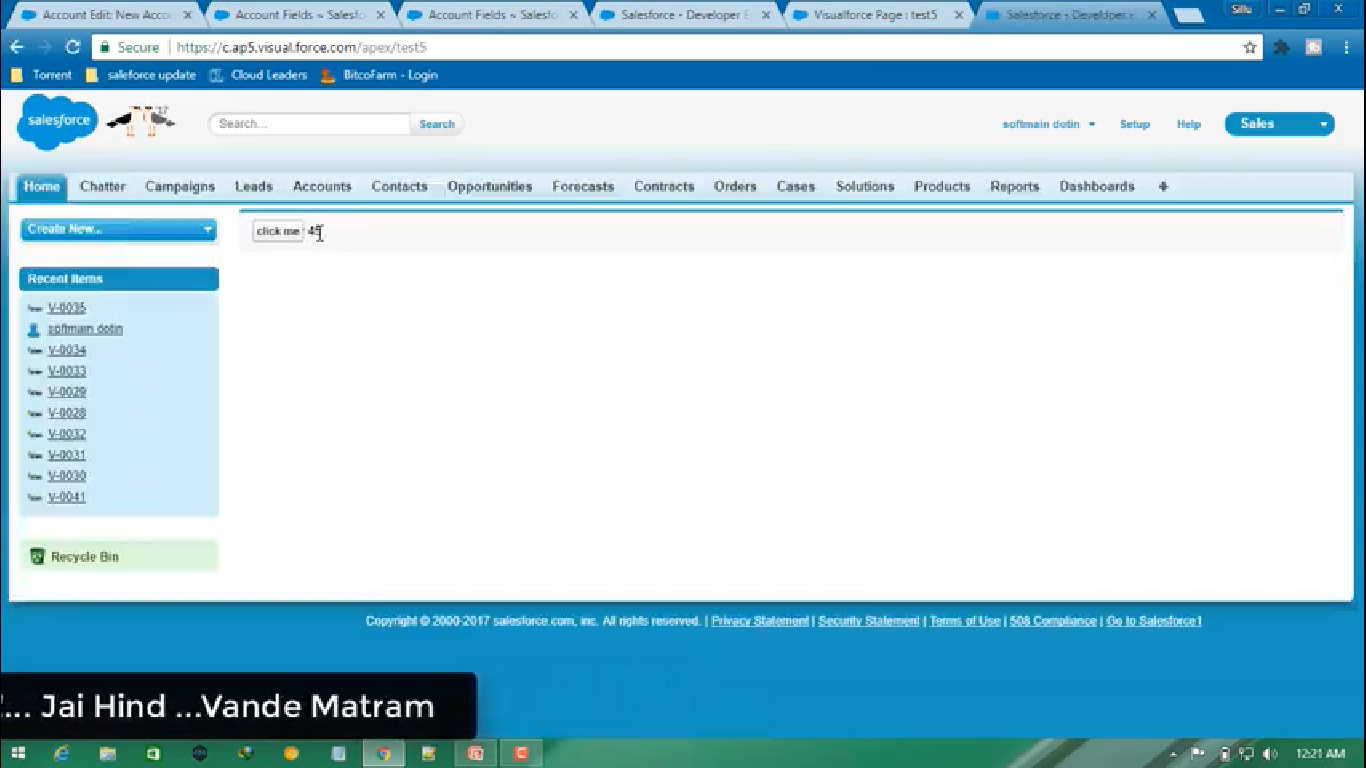 Account Edit: New Acco
Account Fields ~ Salesfo
Account Fields ~ Salesfo
Salesforce - Developer E
Visualforce Page : test5
Salesforce - Developer
Sillu
Secure
https://c.ap5.visual.force.com/apex/test5
Torrent
saleforce update
Cloud Leaders
BitcoFarm - Login
salesforce
'17
Search...
Search
softmain dotin
Setup
Help
Sales
Home Chatter Campaigns Leads Accounts Contacts Opportunities Forecasts Contracts Orders Cases Solutions Products Reports Dashboards +
Create New...
click me
Recent Items
V-0035
softmain dotin
V-0034
V-0033
V-0029
V-0028
V-0032
V-0031
V-0030
V-0041
Recycle Bin
Copyright © 2000-2017 salesforce.com, inc. All rights reserved. | Privacy Statement | Security Statement | Terms of Use | 508 Compliance | Go to Salesforce1
... Jai Hind ...Vande Matram
12:21 AM